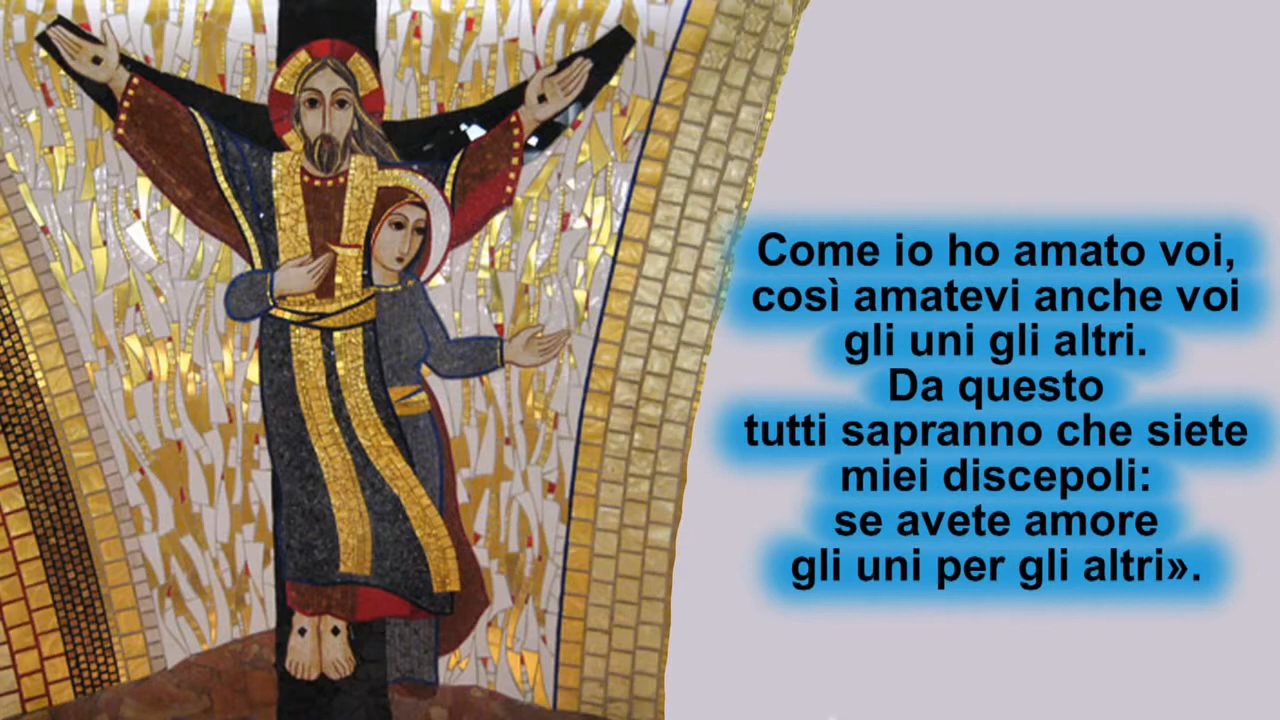 Come io ho amato voi,
così amatevi anche voi
gli uni gli altri.
Da questo
tutti sapranno che siete
miei discepoli:
se avete amore
gli uni per gli altri».